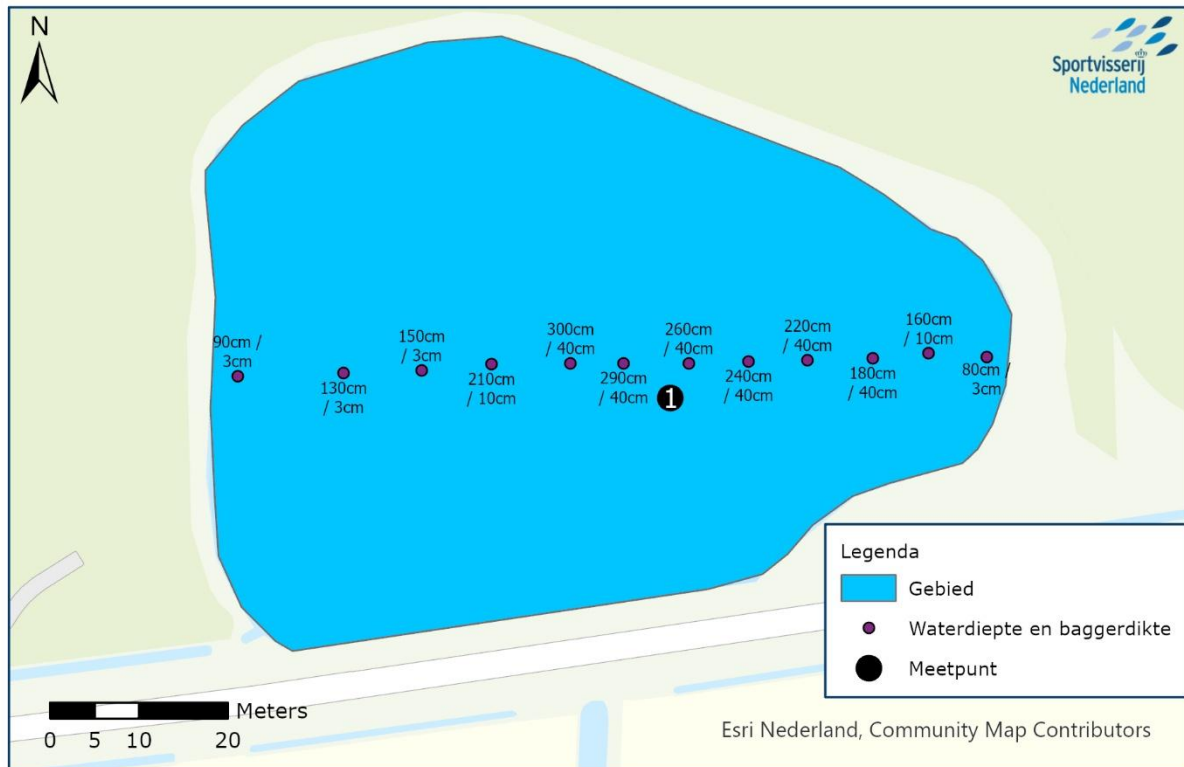 N
Sportvisserij
Nederland
90cm /
3cm
130cm
/ 3cm
150cm
/ 3cm
210cm
/ 10cm
300cm
/ 40cm
290cm
/ 40cm
260cm
/ 40cm
240cm
/ 40cm
220cm
/ 40cm
180cm
/ 40cm
160cm
/ 10cm
80cm /
3cm
1
Legenda
Gebied
Waterdiepte en baggerdikte
Meetpunt
Meters
0 5 10 20
Esri Nederland, Community Map Contributors